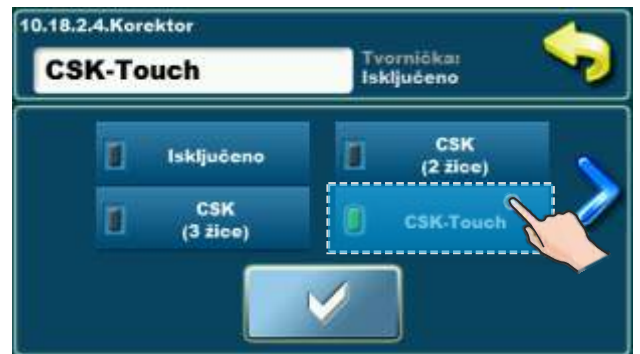 10.18.2.4.Korektor
CSK-Touch
Tvornička:
Isključeno
Isključeno
CSK
(2 žice)
CSK
(3 žice)
CSK-Touch